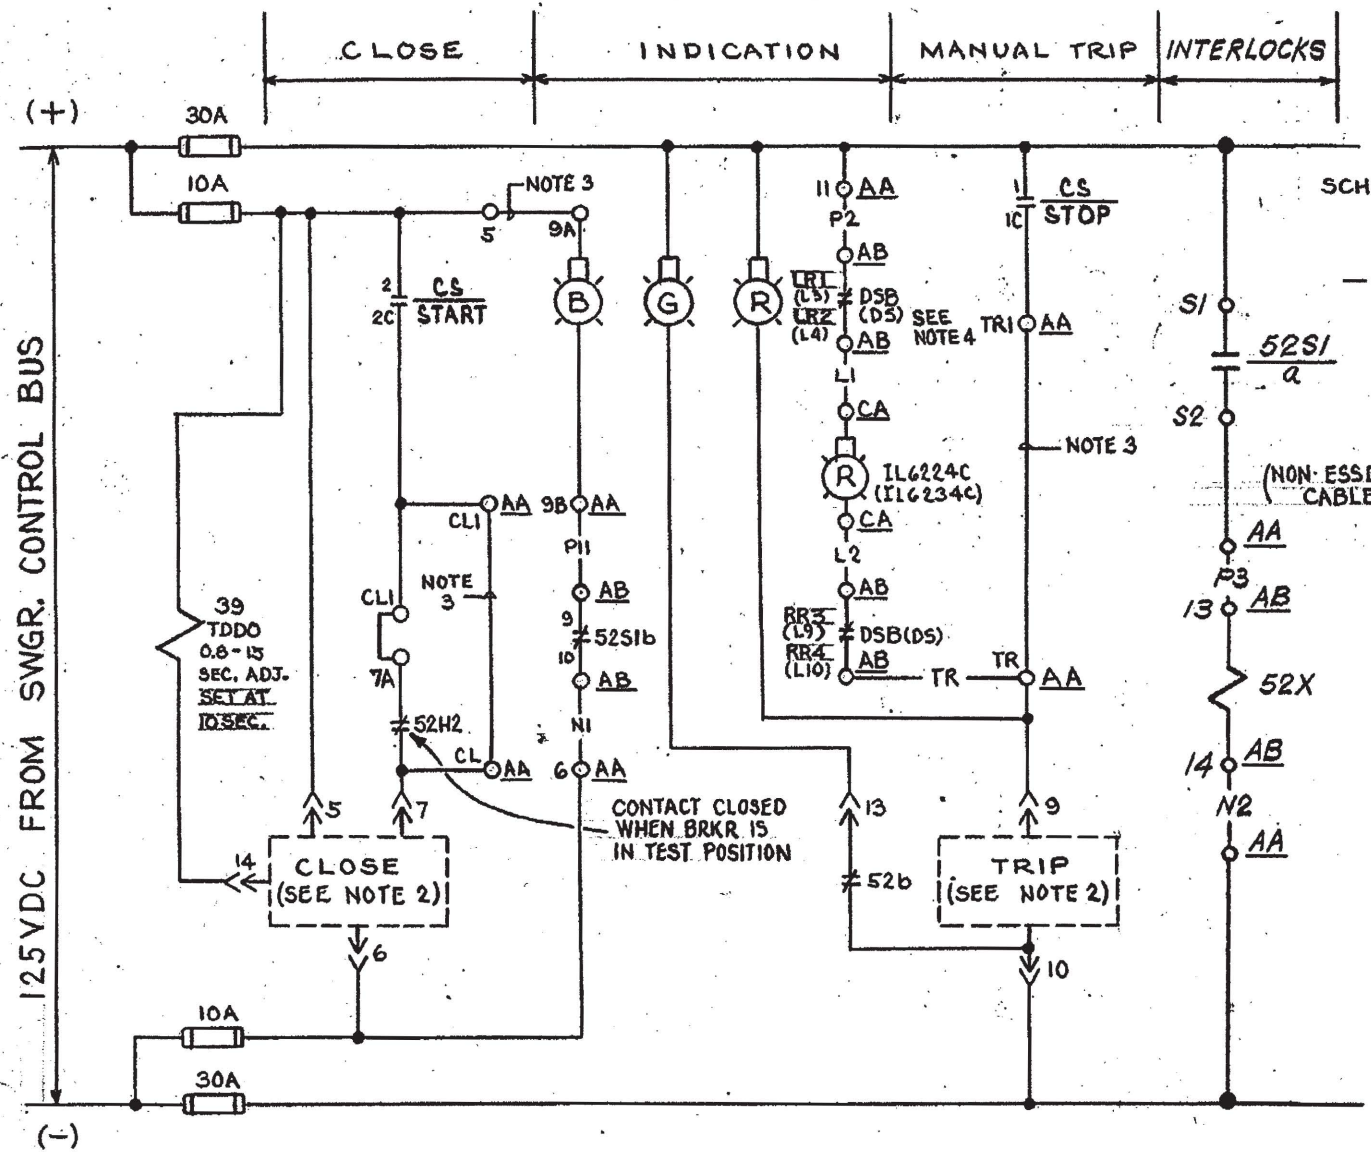 CLOSE
INDICATION
MANUAL TRIP
INTERLOCKS
(+)
30A
10A
NOTE 3
5
9A
11 AA
P2
AB
1
1C
CS
STOP
SCH
2
2C
CS
START
B
G
R
LR1
(L3)
LR2
(L4)
DSB
(D5)
SEE
NOTE 4
AB
TR1 AA
S1
52S1
a
S2
L1
CA
R
IL6224C
(IL6234C)
CA
L2
AB
NOTE 3
(NON-ESS
CABLE
125VDC FROM SWGR. CONTROL BUS
CL1 AA
9B AA
P11
NOTE
3
AB
9
52S1b
10
AB
N1
6 AA
CL1
7A
52H2
CL AA
39
TDDO
0.6-15
SEC. ADJ.
SET AT
10 SEC.
RR3
(L9)
RR4
(L10)
DSB(D5)
AB
TR
TR AA
AA
P3
13 AB
52X
14 AB
N2
AA
5
7
CONTACT CLOSED
WHEN BRKR IS
IN TEST POSITION
13
9
14
CLOSE
(SEE NOTE 2)
52b
TRIP
(SEE NOTE 2)
6
10
10A
30A
(-)